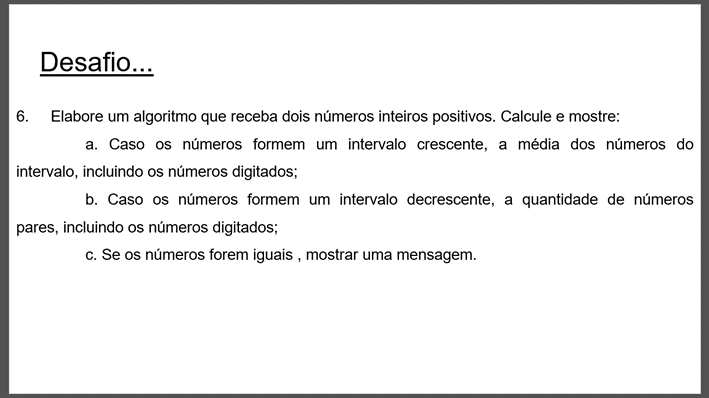 Desafio...
6. Elabore um algoritmo que receba dois números inteiros positivos. Calcule e mostre:
a. Caso os números formem um intervalo crescente, a média dos números do
intervalo, incluindo os números digitados;
b. Caso os números formem um intervalo decrescente, a quantidade de números
pares, incluindo os números digitados;
c. Se os números forem iguais , mostrar uma mensagem.